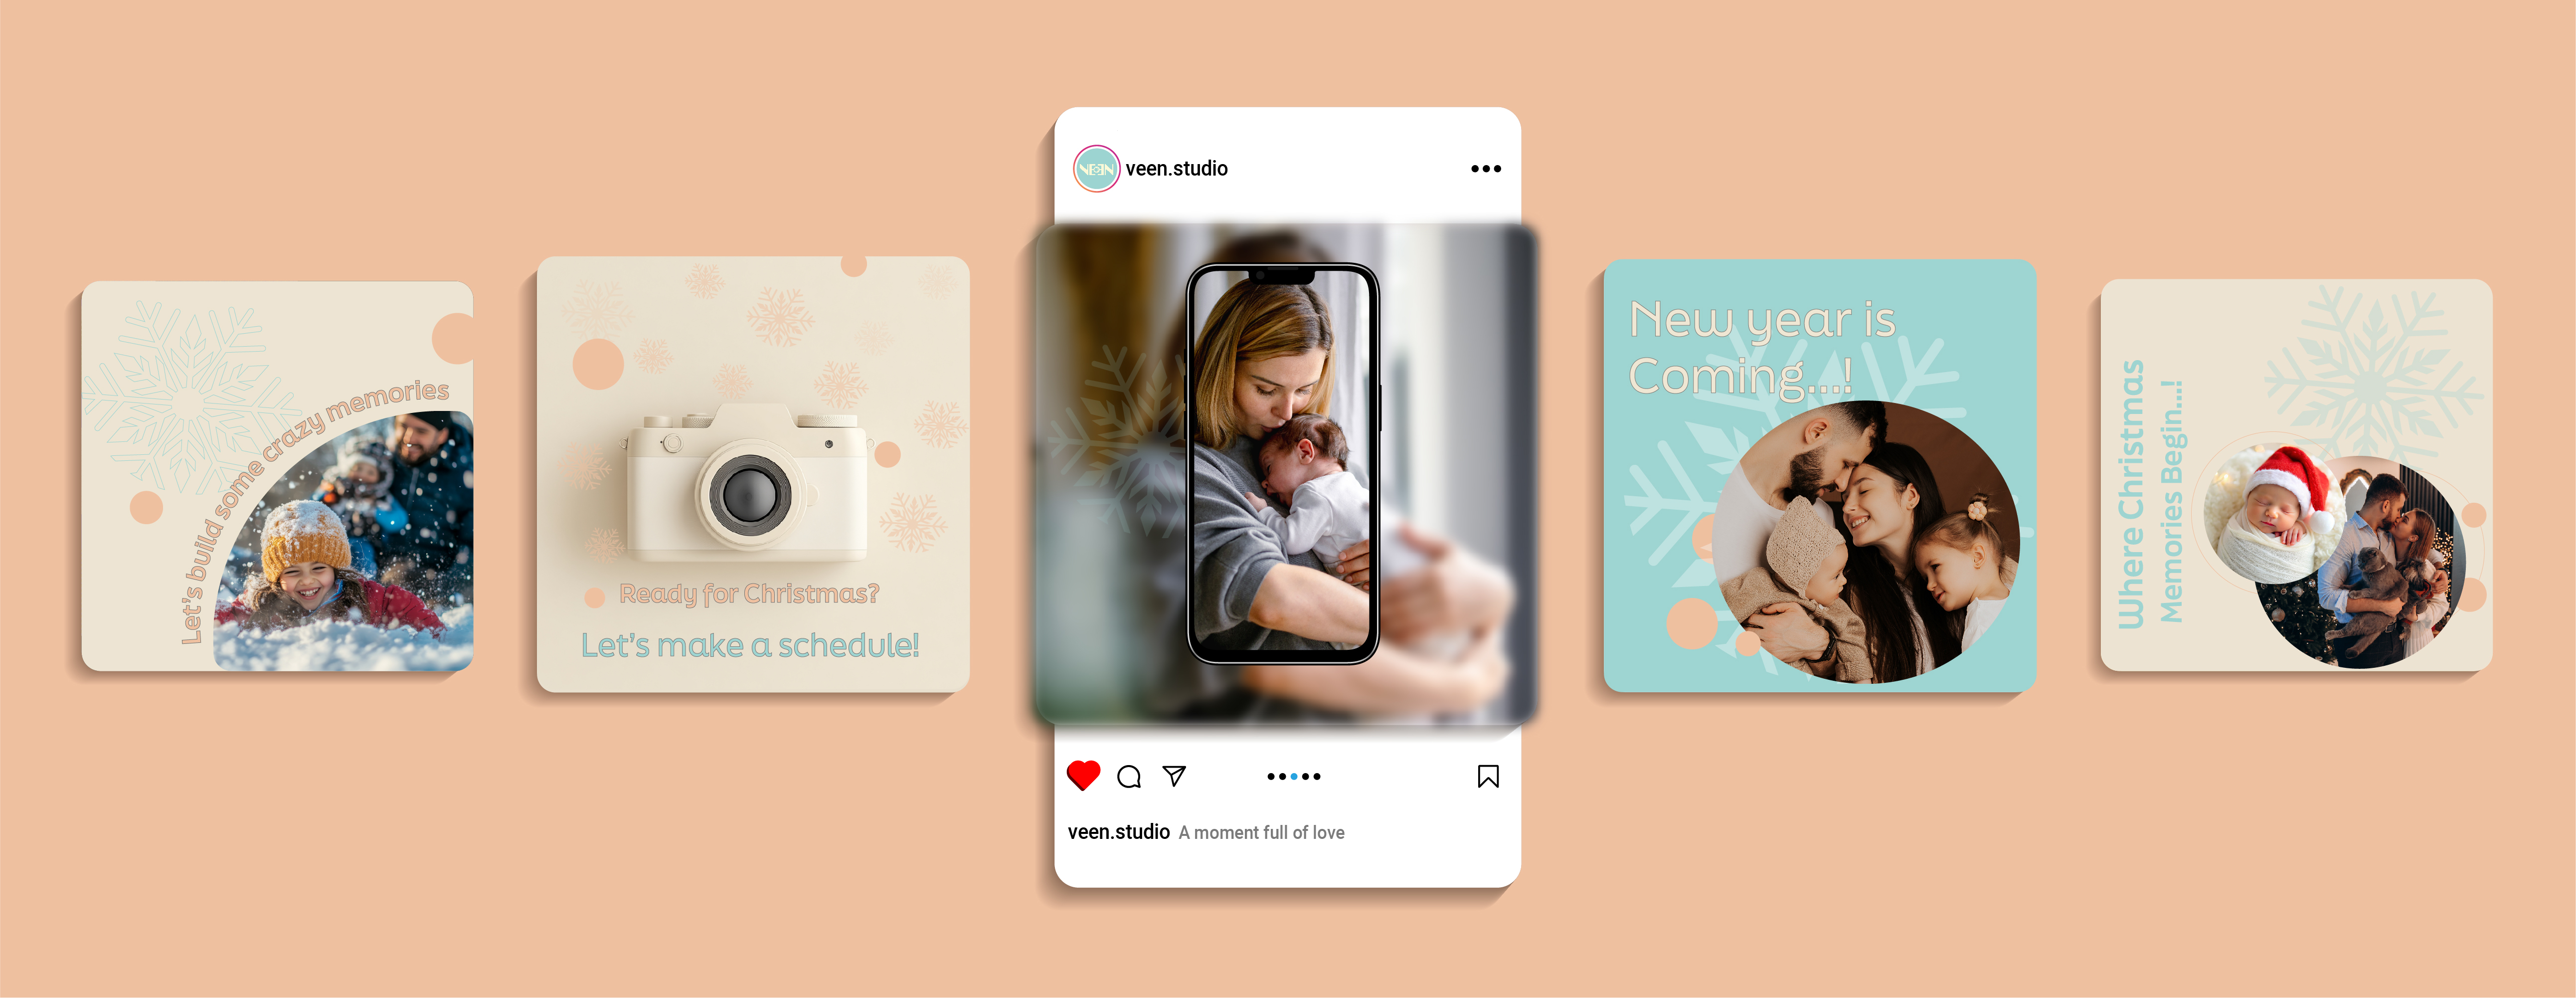 Let's build some crazy memories
Ready for Christmas?
Let's make a schedule!
VEEN
veen.studio
veen.studio A moment full of love
New year is
Coming...!
Where Christmas
Memories Begin...!